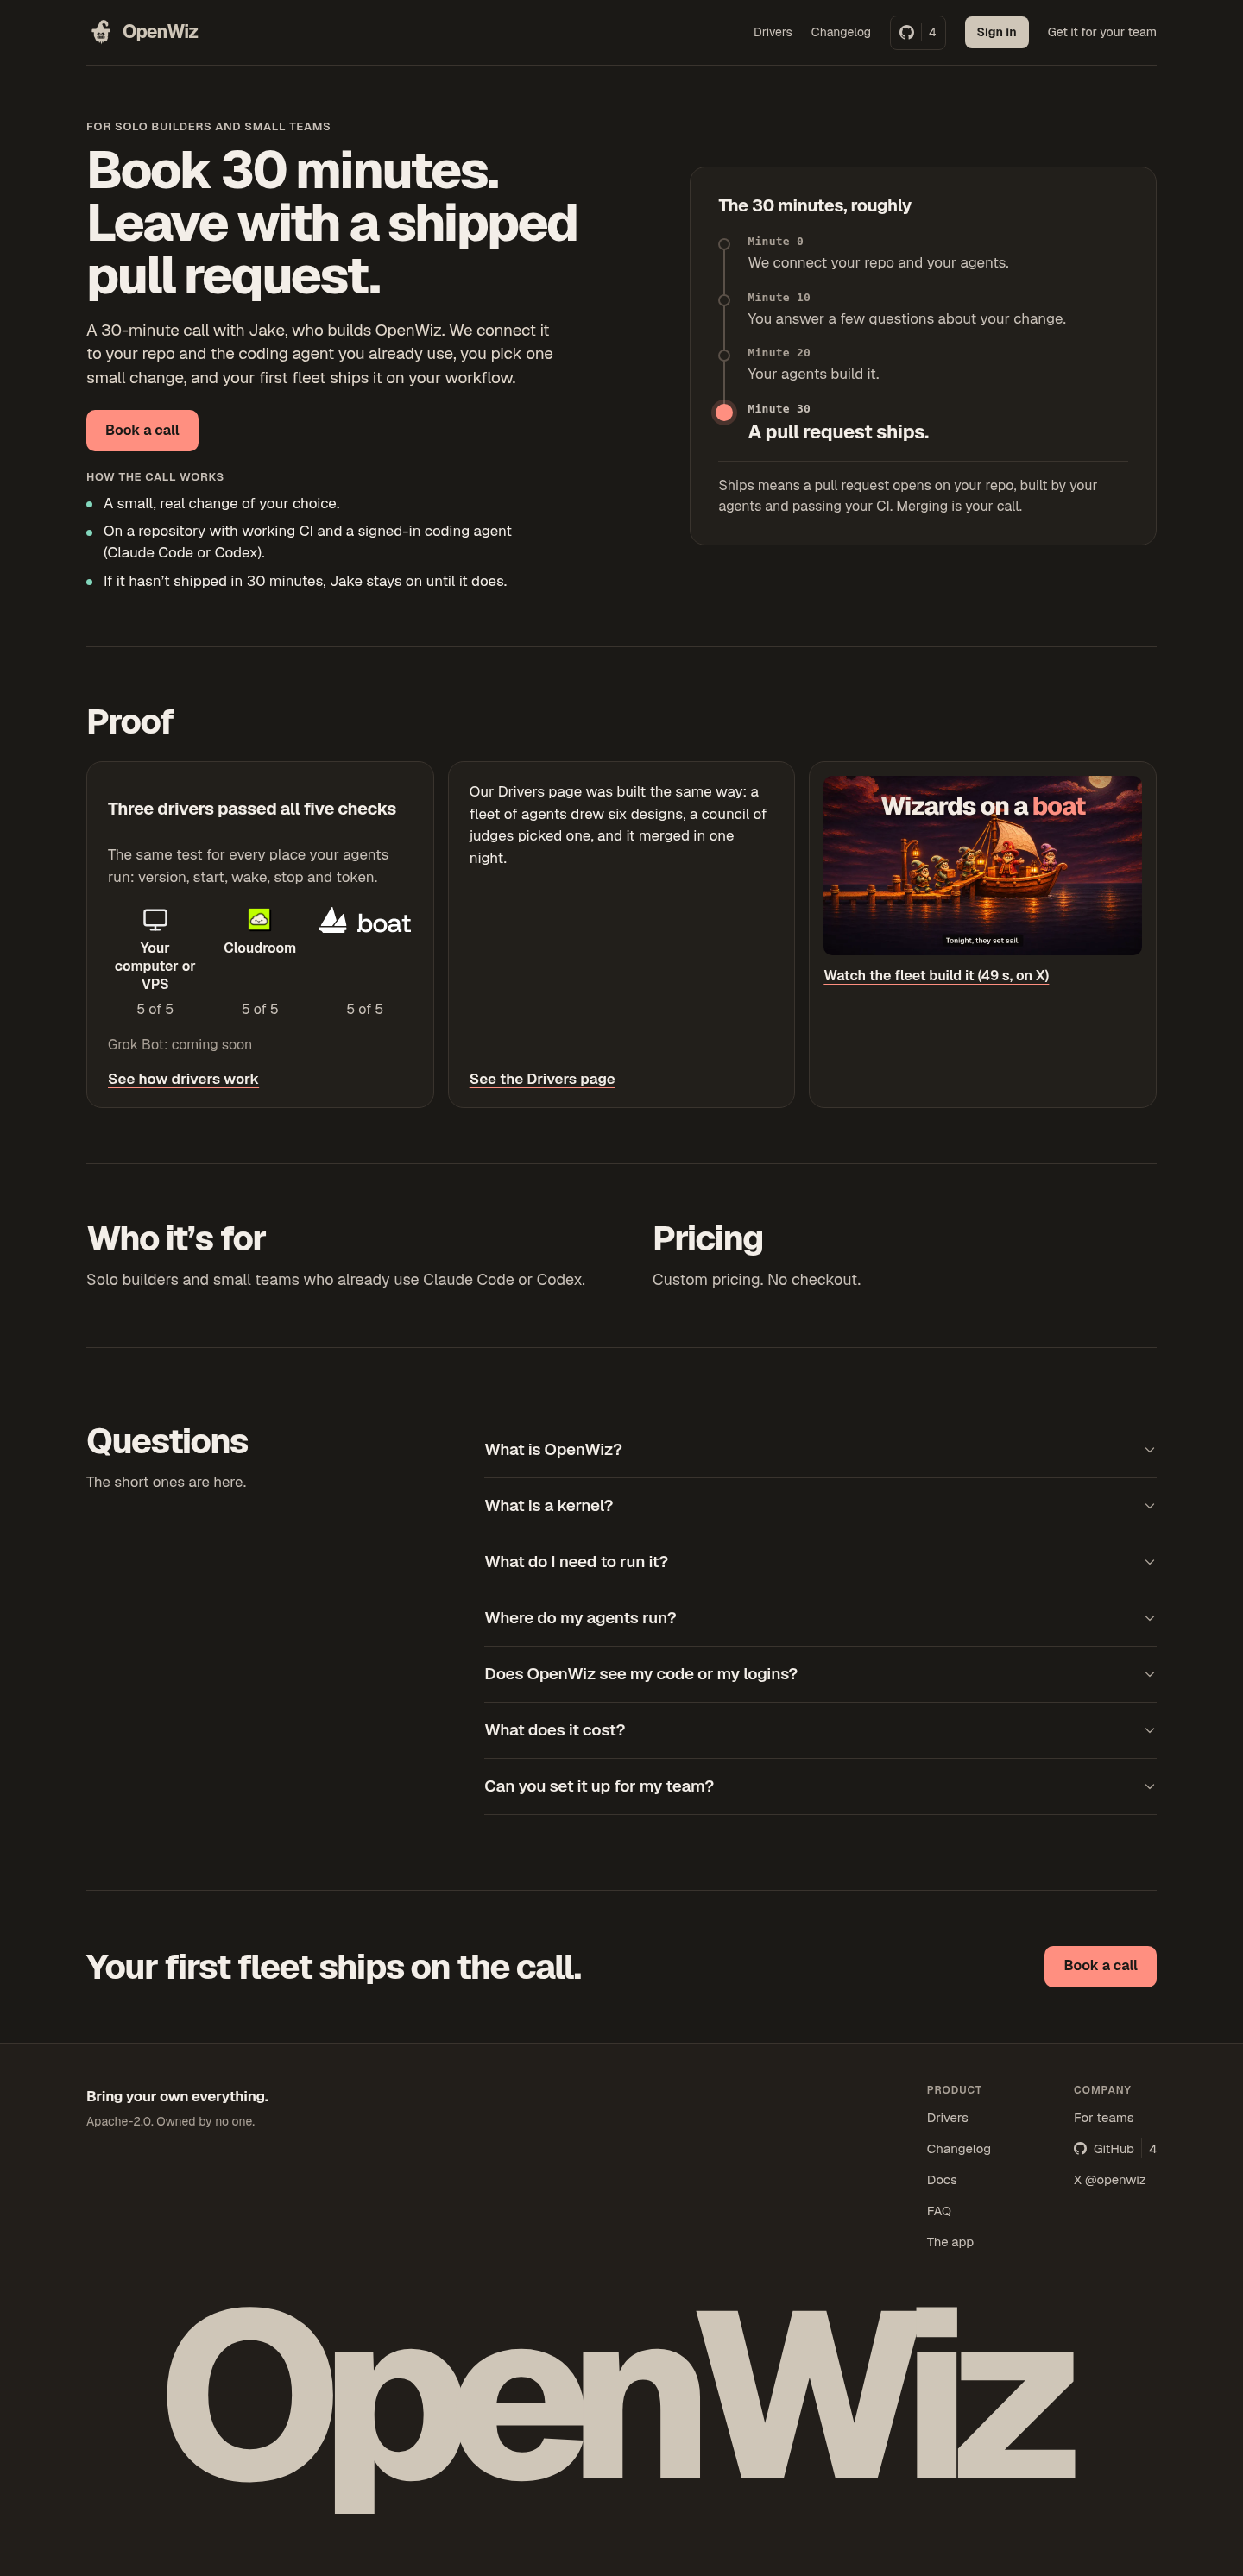 OpenWiz
Drivers
Changelog
4
Sign in
Get it for your team
FOR SOLO BUILDERS AND SMALL TEAMS
Book 30 minutes.
Leave with a shipped
pull request.
A 30-minute call with Jake, who builds OpenWiz. We connect it
to your repo and the coding agent you already use, you pick one
small change, and your first fleet ships it on your workflow.
Book a call
HOW THE CALL WORKS
A small, real change of your choice.
On a repository with working CI and a signed-in coding agent
(Claude Code or Codex).
If it hasn’t shipped in 30 minutes, Jake stays on until it does.
The 30 minutes, roughly
Minute 0
We connect your repo and your agents.
Minute 10
You answer a few questions about your change.
Minute 20
Your agents build it.
Minute 30
A pull request ships.
Ships means a pull request opens on your repo, built by your
agents and passing your CI. Merging is your call.
Proof
Three drivers passed all five checks
The same test for every place your agents
run: version, start, wake, stop and token.
Your
computer or
VPS
5 of 5
Cloudroom
5 of 5
boat
5 of 5
Grok Bot: coming soon
See how drivers work
Our Drivers page was built the same way: a
fleet of agents drew six designs, a council of
judges picked one, and it merged in one
night.
See the Drivers page
Wizards on a boat
Tonight, they set sail.
Watch the fleet build it (49 s, on X)
Who it’s for
Solo builders and small teams who already use Claude Code or Codex.
Pricing
Custom pricing. No checkout.
Questions
The short ones are here.
What is OpenWiz?
What is a kernel?
What do I need to run it?
Where do my agents run?
Does OpenWiz see my code or my logins?
What does it cost?
Can you set it up for my team?
Your first fleet ships on the call.
Book a call
Bring your own everything.
Apache-2.0. Owned by no one.
PRODUCT
Drivers
Changelog
Docs
FAQ
The app
COMPANY
For teams
GitHub 4
X @openwiz
OpenWiz